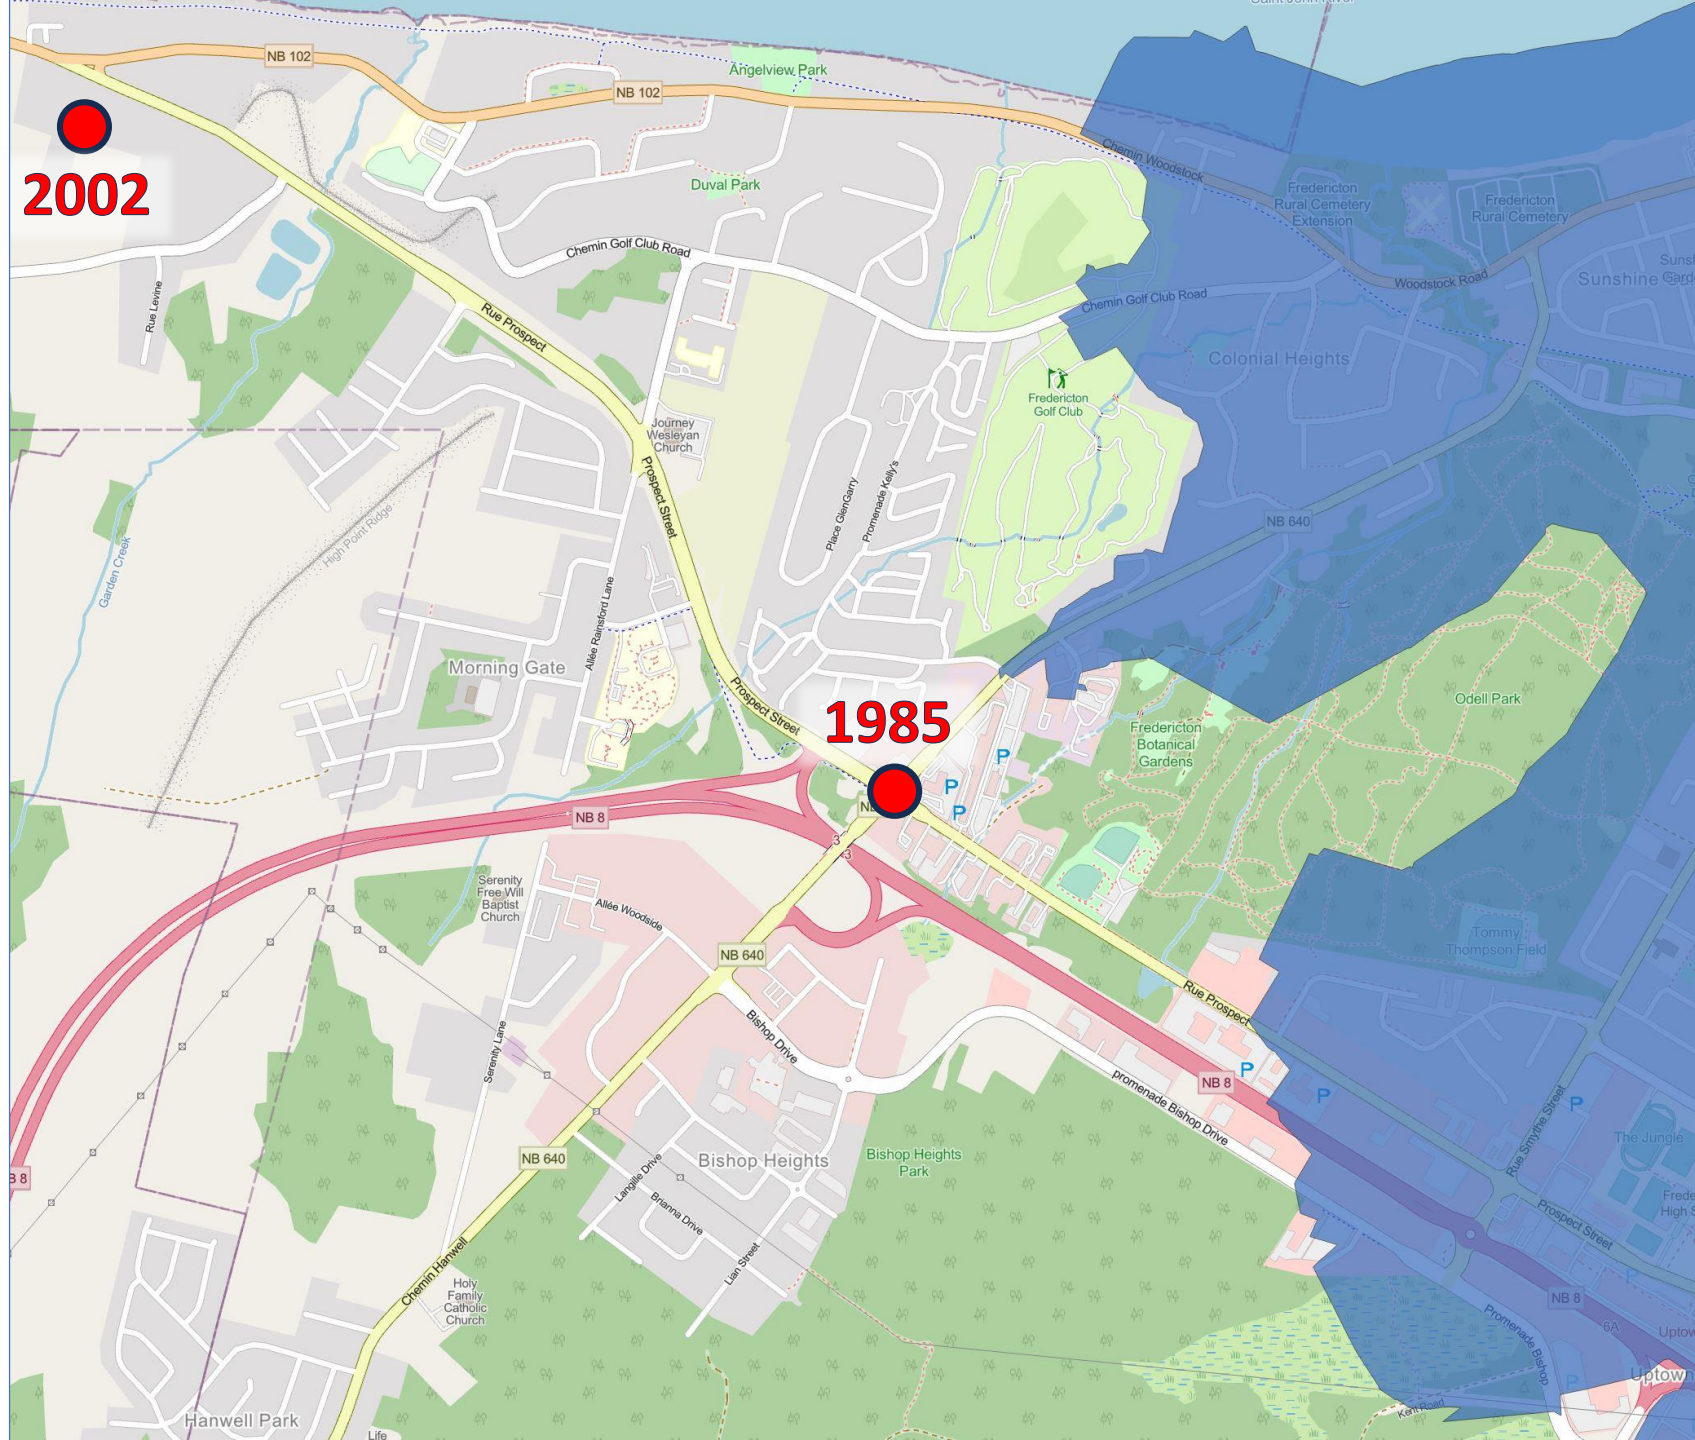 Saint John River
NB 102
Angelview Park
NB 102
Chemin Woodstock
2002
Duval Park
Fredericton
Rural Cemetery
Extension
Fredericton
Rural Cemetery
Chemin Golf Club Road
Woodstock Road
Sunshine
Chemin Golf Club Road
Rue Levine
Rue Prospect
Colonial Heights
Fredericton
Golf Club
Journey
Wesleyan
Church
Prospect Street
Place GlenGarry
Promenade Kelly's
High Point Ridge
NB 640
Garden Creek
Allée Rainsford Lane
Morning Gate
Prospect Street
1985
Odell Park
Fredericton
Botanical
Gardens
P
P
P
NB 8
3
3
Serenity
Free Will
Baptist
Church
Allée Woodside
NB 640
Tommy
Thompson Field
Rue Prospect
Bishop Drive
Serenity Lane
P
NB 8
promenade Bishop Drive
P
P
Rue Smythe Street
The Jungle
NB 640
Bishop Heights
Bishop Heights
Park
Langille Drive
Brianna Drive
Lian Street
Prospect Street
Chemin Hanwell
Holy
Family
Catholic
Church
NB 8
6A
Promenade Bishop
P
P
Uptown
Kent Road
Hanwell Park
Life